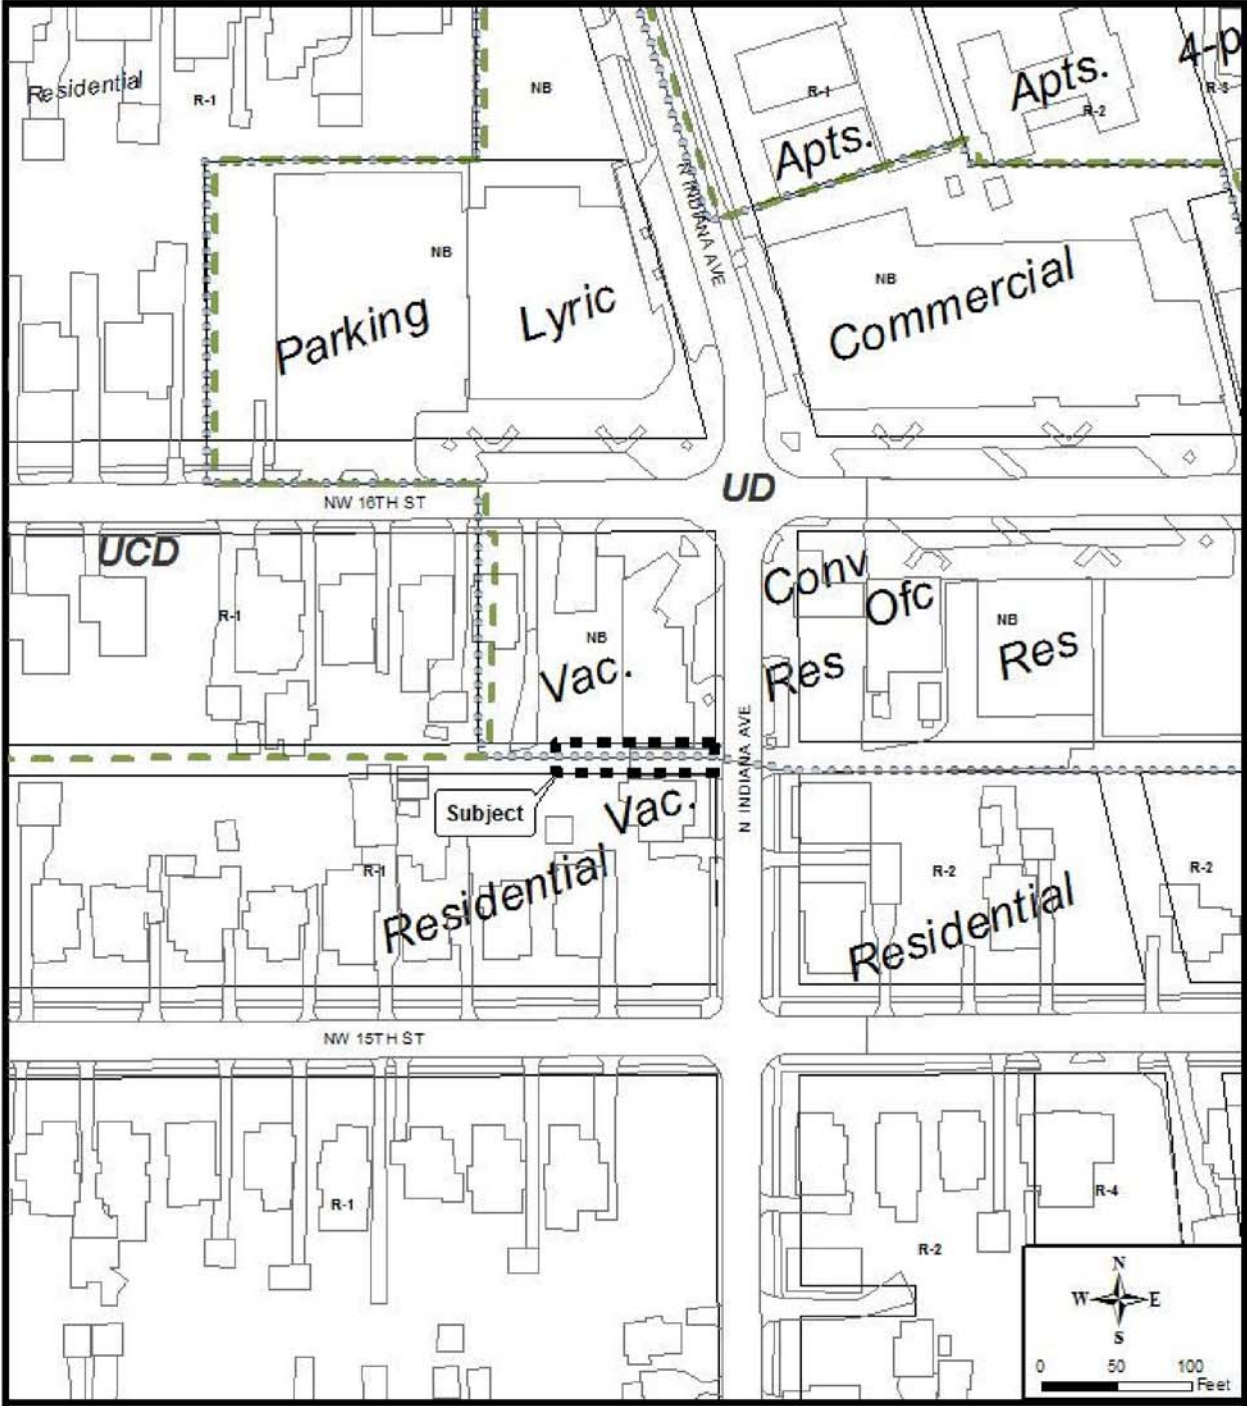 4-p
Residential
R-1
NB
R-1
Apts.
R-2
R-3
Apts.
N INDIANA AVE
NB
Parking
Lyric
NB
Commercial
UD
NW 16TH ST
UCD
R-1
Conv
Ofc
NB
Vac.
Res
NB
Res
N INDIANA AVE
Subject
Vac.
R-1
Residential
R-2
Residential
R-2
NW 15TH ST
R-1
R-4
R-2
N
W E
S
0 50 100
Feet